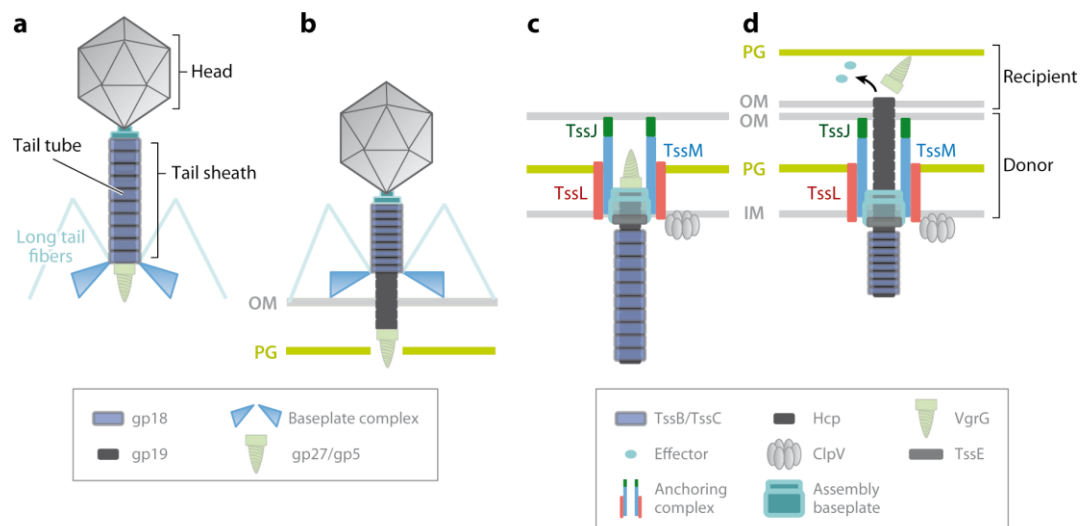 a
Head
Tail tube
Tail sheath
Long tail
fibers
b
OM
PG
c
TssJ
TssM
PG
TssL
IM
d
PG
OM
OM
TssJ
TssM
TssL
Recipient
Donor
gp18
Baseplate complex
gp19
gp27/gp5
TssB/TssC
Hcp
VgrG
Effector
ClpV
TssE
Anchoring
complex
Assembly
baseplate